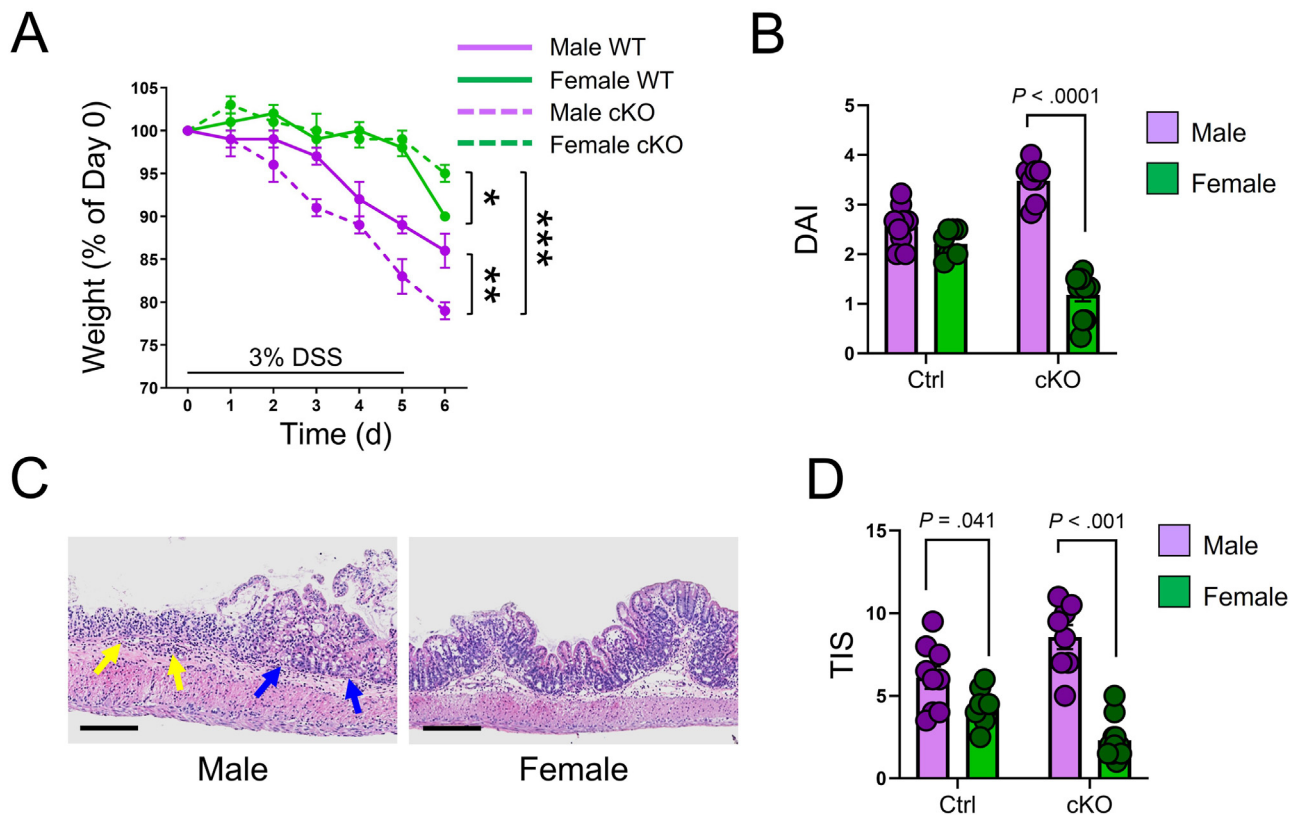 A
Male WT
Female WT
Male cKO
Female cKO
Weight (% of Day 0)
105
100
95
90
85
80
75
70
3% DSS
*
**
***
0 1 2 3 4 5 6
Time (d)
B
P < .0001
Male
Female
DAI
5
4
3
2
1
0
Ctrl cKO
C
Male Female
D
P = .041 P < .001
Male
Female
TIS
15
10
5
0
Ctrl cKO